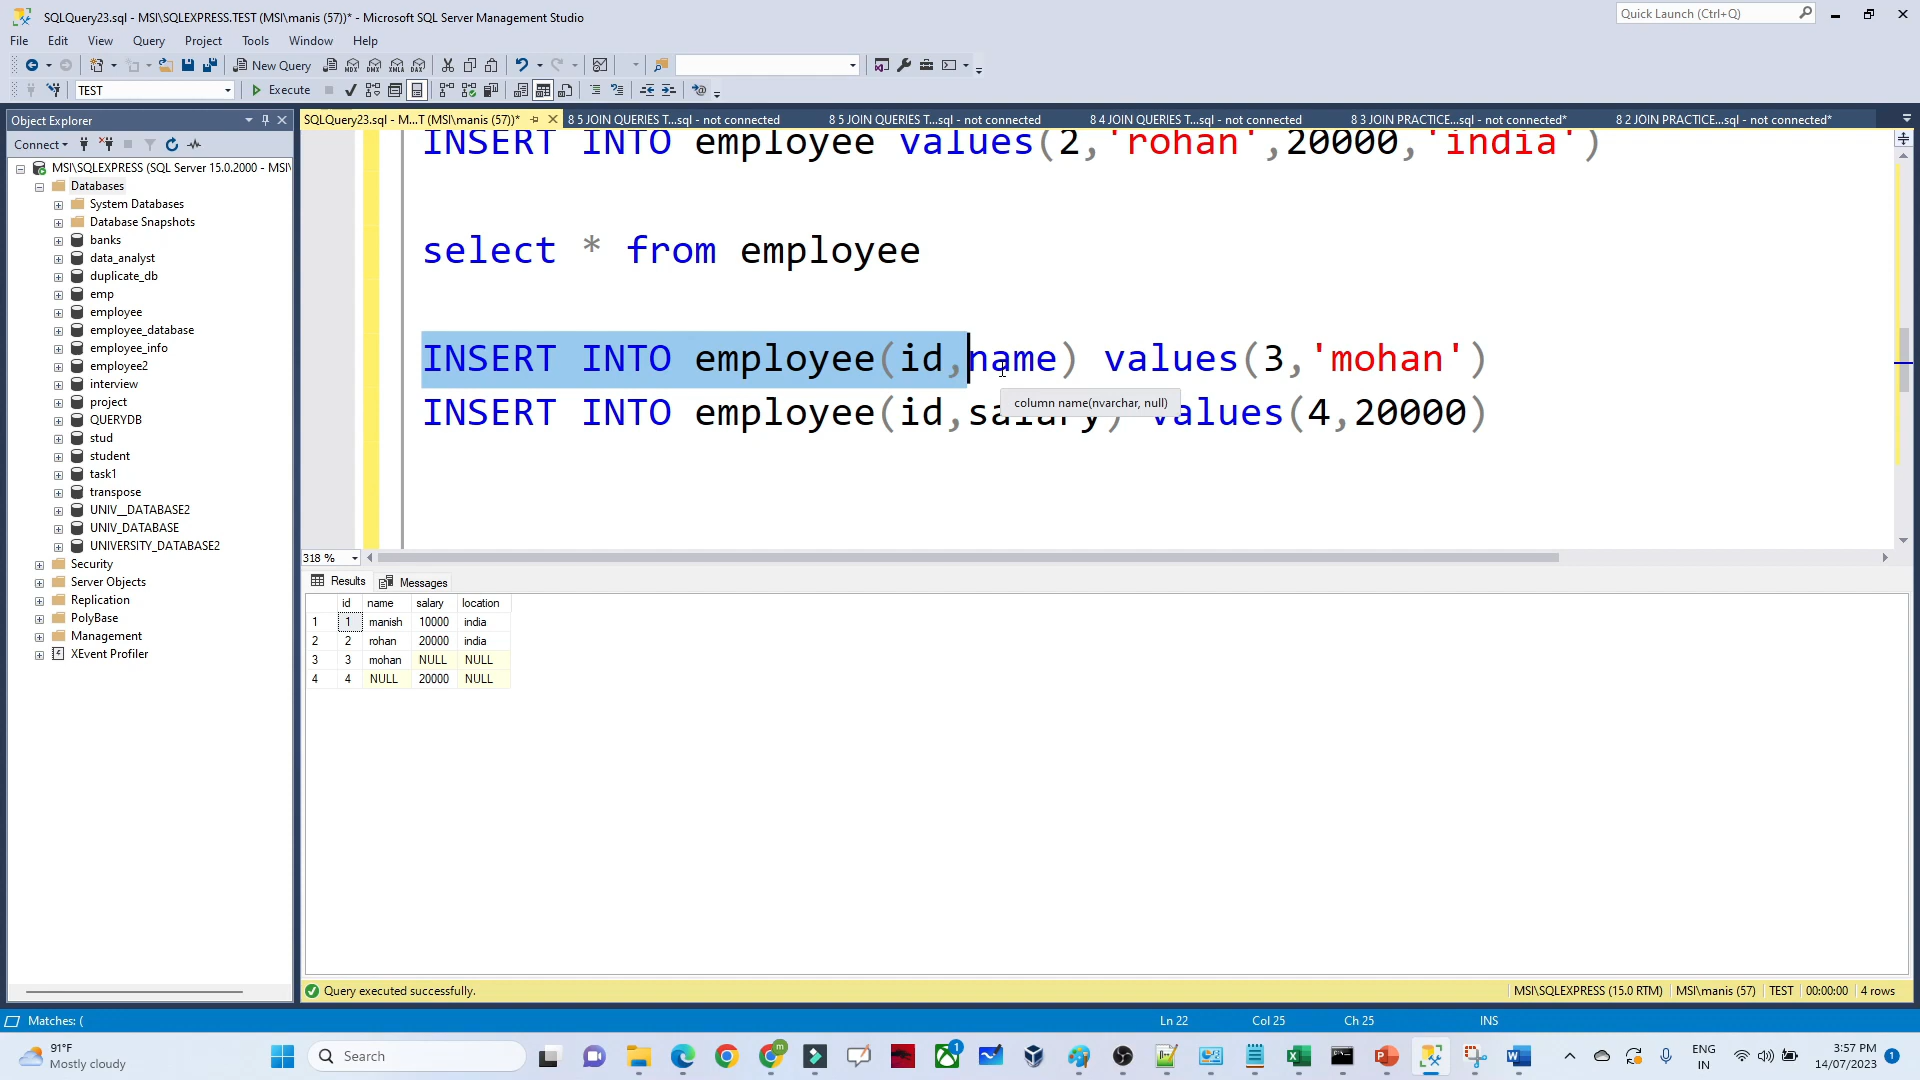 SQLQuery23.sql - MSI\SQLEXPRESS.TEST (MSI\manis (57))* - Microsoft SQL Server Management Studio
Quick Launch (Ctrl+Q)
File Edit View Query Project Tools Window Help
New Query
MDX DMX XMLA DAX
TEST
Execute
Object Explorer
SQLQuery23.sql - M...T (MSI\manis (57))*
8 5 JOIN QUERIES T...sql - not connected
8 5 JOIN QUERIES T...sql - not connected
8 4 JOIN QUERIES T...sql - not connected
8 3 JOIN PRACTICE...sql - not connected*
8 2 JOIN PRACTICE...sql - not connected*
Connect
MSI\SQLEXPRESS (SQL Server 15.0.2000 - MSI\
Databases
System Databases
Database Snapshots
banks
data_analyst
duplicate_db
emp
employee
employee_database
employee_info
employee2
interview
project
QUERYDB
stud
student
task1
transpose
UNIV__DATABASE2
UNIV_DATABASE
UNIVERSITY_DATABASE2
Security
Server Objects
Replication
PolyBase
Management
XEvent Profiler
INSERT INTO employee values(2,'rohan',20000,'india')
select * from employee
INSERT INTO employee(id,name) values(3,'mohan')
column name(nvarchar, null)
INSERT INTO employee(id,salary) values(4,20000)
318 %
Results Messages
id name salary location
1 1 manish 10000 india
2 2 rohan 20000 india
3 3 mohan NULL NULL
4 4 NULL 20000 NULL
Query executed successfully.
MSI\SQLEXPRESS (15.0 RTM) MSI\manis (57) TEST 00:00:00 4 rows
Matches: (
Ln 22 Col 25 Ch 25 INS
91°F
Mostly cloudy
Search
m
1
ENG
IN
3:57 PM
14/07/2023
1